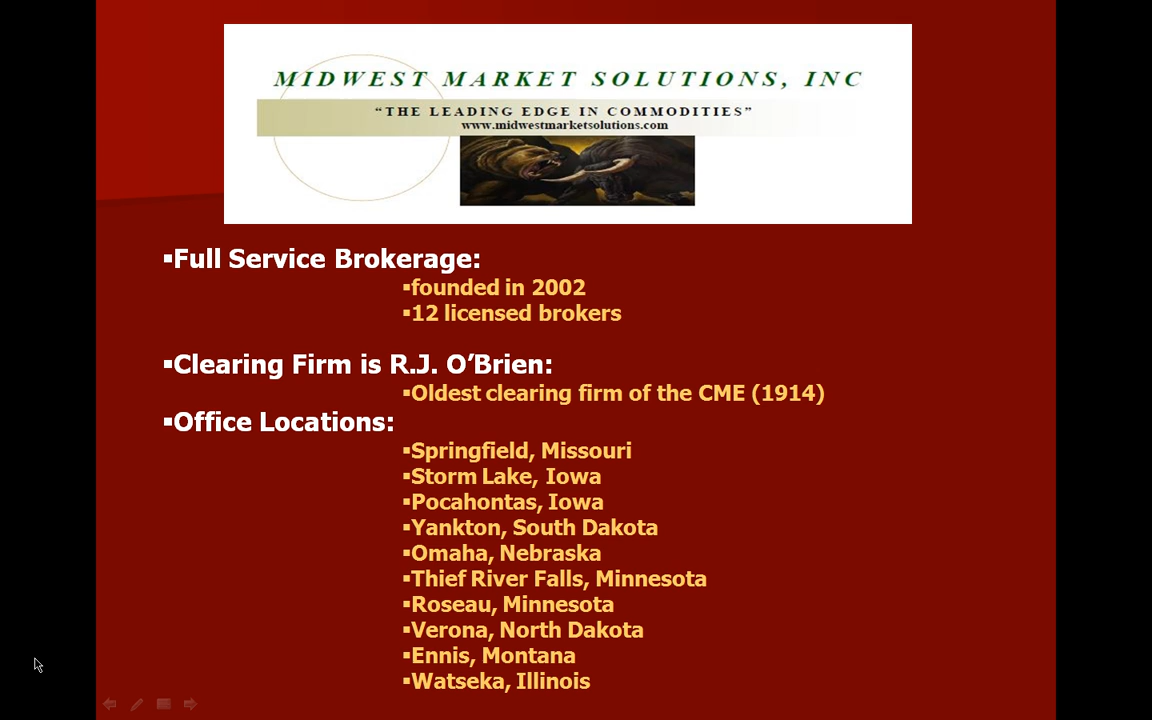 MIDWEST MARKET SOLUTIONS, INC
“THE LEADING EDGE IN COMMODITIES”
www.midwestmarketsolutions.com
▪Full Service Brokerage:
▪founded in 2002
▪12 licensed brokers
▪Clearing Firm is R.J. O’Brien:
▪Oldest clearing firm of the CME (1914)
▪Office Locations:
▪Springfield, Missouri
▪Storm Lake, Iowa
▪Pocahontas, Iowa
▪Yankton, South Dakota
▪Omaha, Nebraska
▪Thief River Falls, Minnesota
▪Roseau, Minnesota
▪Verona, North Dakota
▪Ennis, Montana
▪Watseka, Illinois